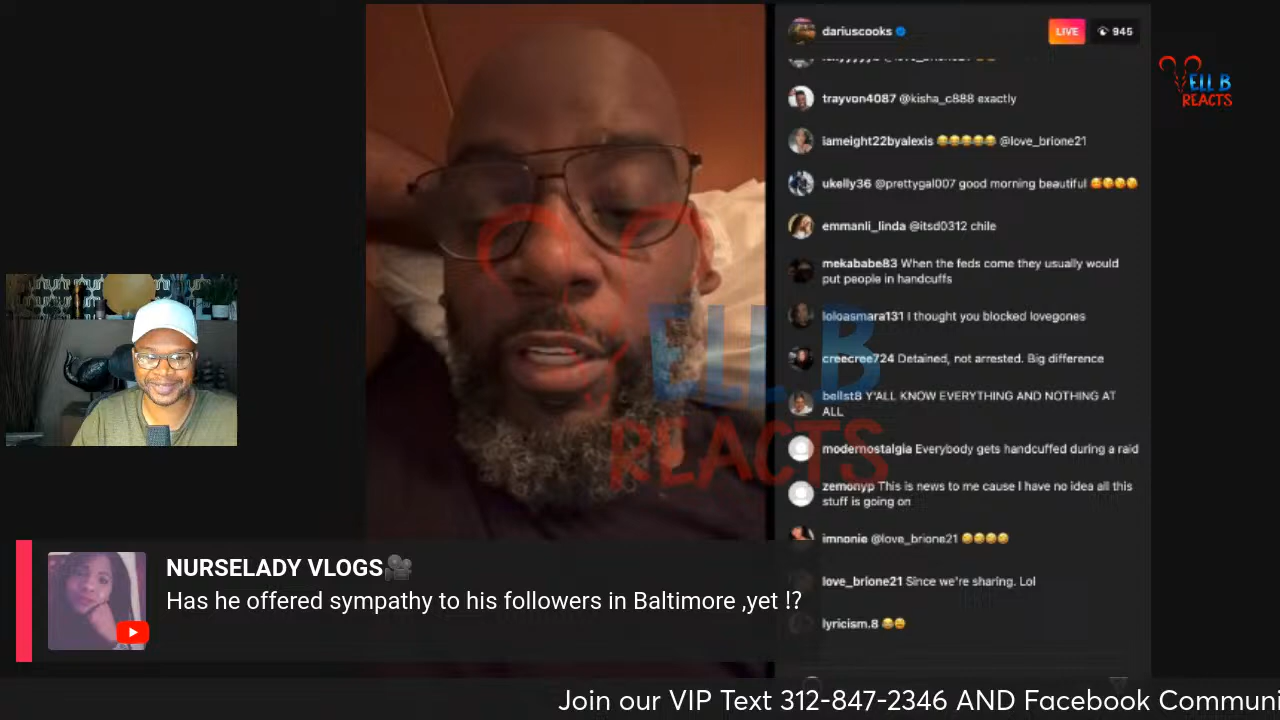 dariuscooks
LIVE
945
ELL B
REACTS
trayvon4087 @kisha_c888 exactly
iameight22byalexis 😂😂😂😂😂 @love_brione21
ukelly36 @prettygal007 good morning beautiful 🥰😘😘😘
emmanli_linda @itsd0312 chile
mekababe83 When the feds come they usually would
put people in handcuffs
loloasmara131 I thought you blocked lovegones
creecree724 Detained, not arrested. Big difference
bellst8 Y'ALL KNOW EVERYTHING AND NOTHING AT
ALL
modernostalgia Everybody gets handcuffed during a raid
zemonyp This is news to me cause I have no idea all this
stuff is going on
imnonie @love_brione21 🤣🤣🤣🤣
love_brione21 Since we're sharing. Lol
lyricism.8 😂😩
ELL B
REACTS
NURSELADY VLOGS🎥
Has he offered sympathy to his followers in Baltimore ,yet !?
Join our VIP Text 312-847-2346 AND Facebook Communi